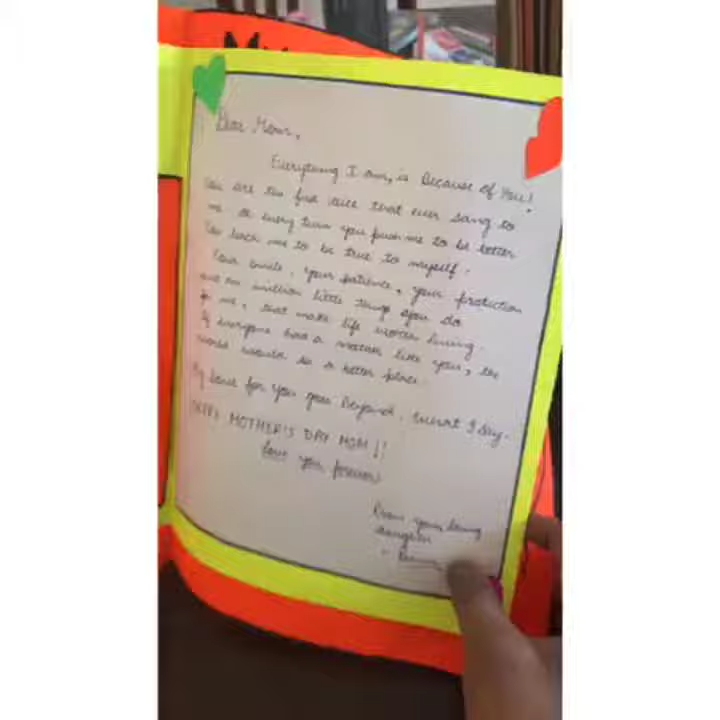 My
Dear Mom,
Everything I am, is Because of You!
You are the first voice that ever sang to
me. At every turn you push me to be better
You teach me to be true to myself.
Your smile, your patience, your protection
and an million little things you do
for me, that make life worth living.
If everyone had a mother like you, the
world would be a better place.
My love for You goes Beyond, what I Say.
HAPPY MOTHER'S DAY MOM!!
love you forever
From your loving
daughter